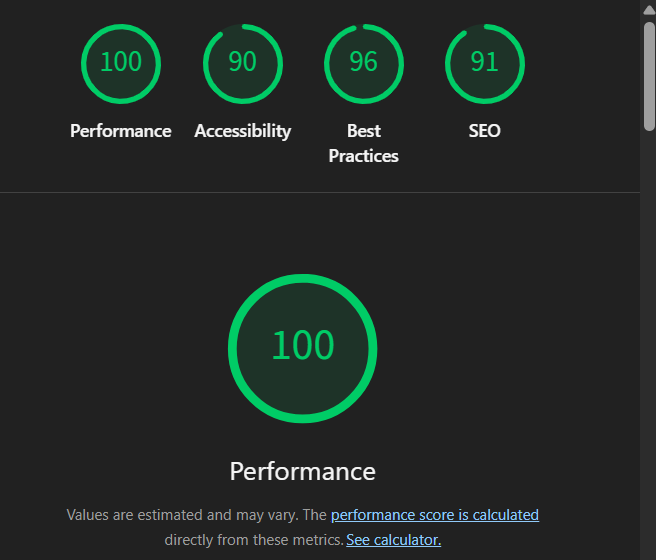 100
90
96
91
Performance
Accessibility
Best
Practices
SEO
100
Performance
Values are estimated and may vary. The performance score is calculated
directly from these metrics. See calculator.